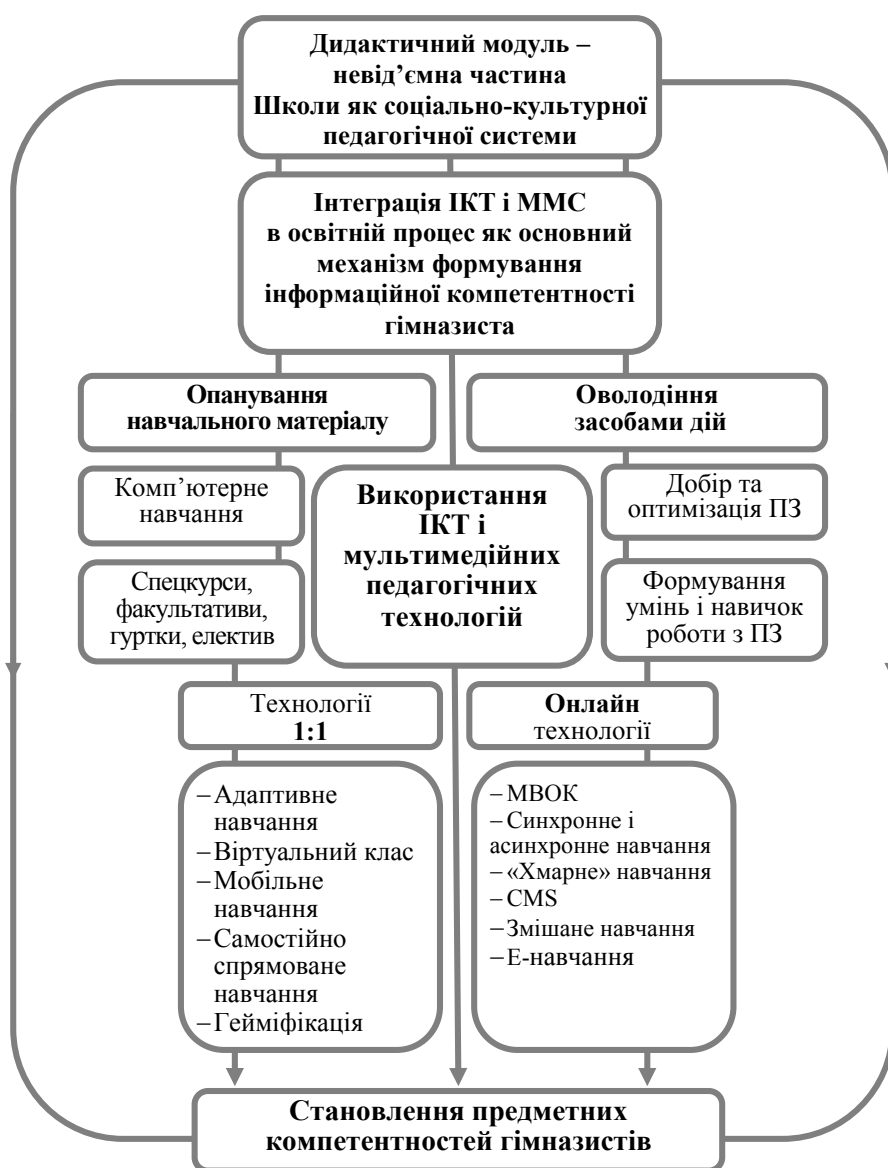 Дидактичний модуль –
невід’ємна частина
Школи як соціально-культурної
педагогічної системи
Інтеграція ІКТ і ММС
в освітній процес як основний
механізм формування
інформаційної компетентності
гімназиста
Опанування
навчального матеріалу
Оволодіння
засобами дій
Комп’ютерне
навчання
Спецкурси,
факультативи,
гуртки, електив
Використання
ІКТ і
мультимедійних
педагогічних
технологій
Добір та
оптимізація ПЗ
Формування
умінь і навичок
роботи з ПЗ
Технології
1:1
Онлайн
технології
–Адаптивне
навчання
–Віртуальний клас
–Мобільне
навчання
–Самостійно
спрямоване
навчання
–Гейміфікація
–МВОК
–Синхронне і
асинхронне навчання
–«Хмарне» навчання
–CMS
–Змішане навчання
–Е-навчання
Становлення предметних
компетентностей гімназистів